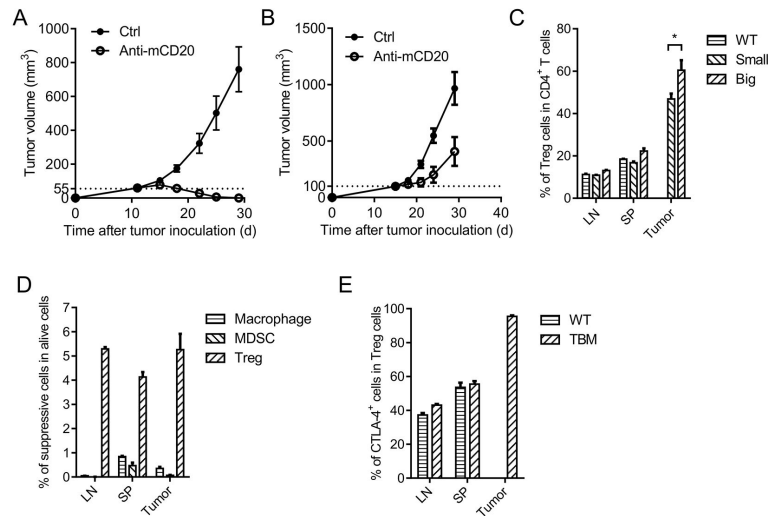 A
Tumor volume (mm³)
1000
800
600
400
200
55
0
0 10 20 30
Time after tumor inoculation (d)
Ctrl
Anti-mCD20
B
Tumor volume (mm³)
1500
1000
500
100
0
0 10 20 30 40
Time after tumor inoculation (d)
Ctrl
Anti-mCD20
C
% of Treg cells in CD4⁺ T cells
80
60
40
20
0
LN SP Tumor
*
WT
Small
Big
D
% of suppressive cells in alive cells
7
6
5
4
3
2
1
0
LN SP Tumor
Macrophage
MDSC
Treg
E
% of CTLA-4⁺ cells in Treg cells
100
80
60
40
20
0
LN SP Tumor
WT
TBM